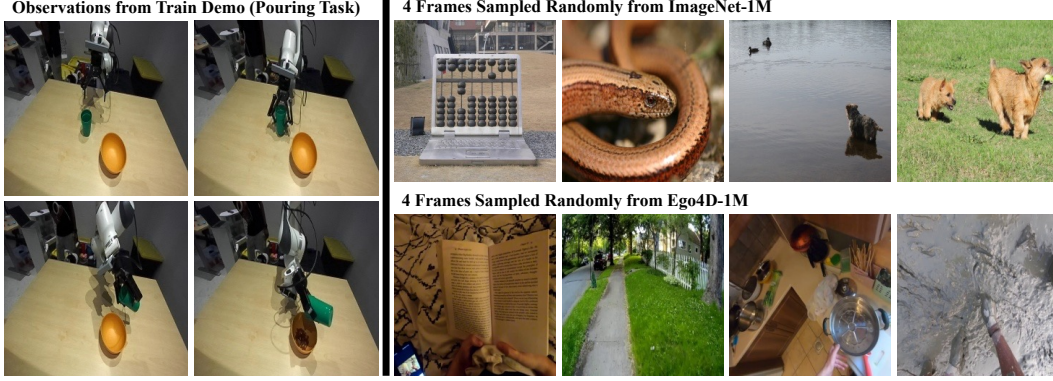 Observations from Train Demo (Pouring Task)
4 Frames Sampled Randomly from ImageNet-1M
4 Frames Sampled Randomly from Ego4D-1M